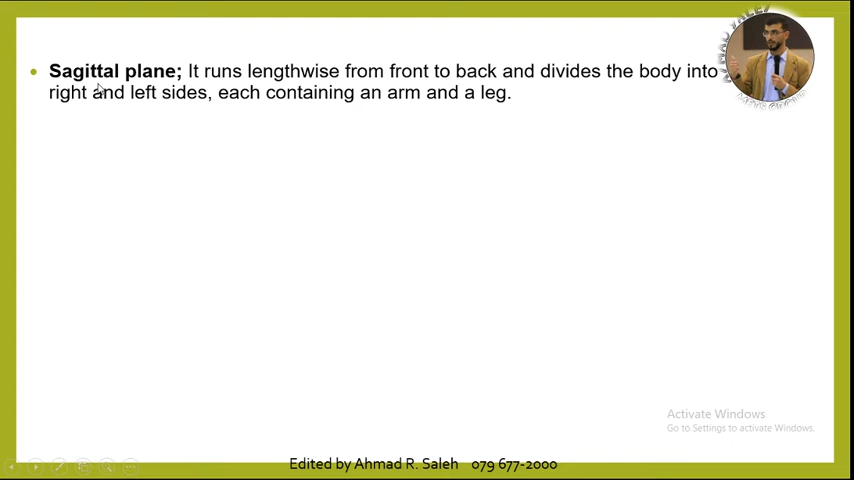 • Sagittal plane; It runs lengthwise from front to back and divides the body into
right and left sides, each containing an arm and a leg.
Activate Windows
Go to Settings to activate Windows.
Edited by Ahmad R. Saleh 079 677-2000